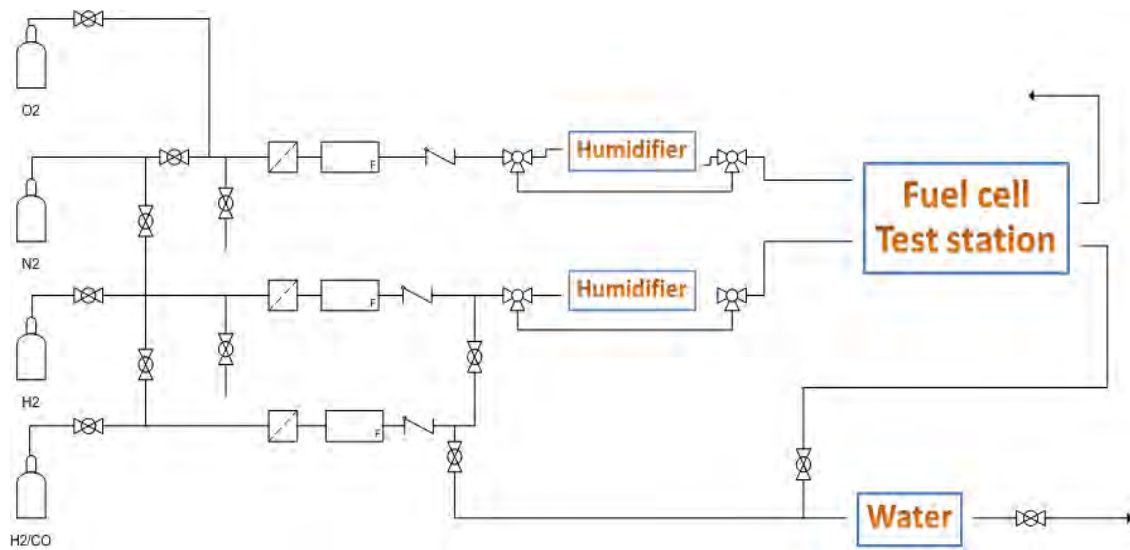 O2
N2
H2
H2/CO
F
Humidifier
F
Humidifier
F
Fuel cell
Test station
Water